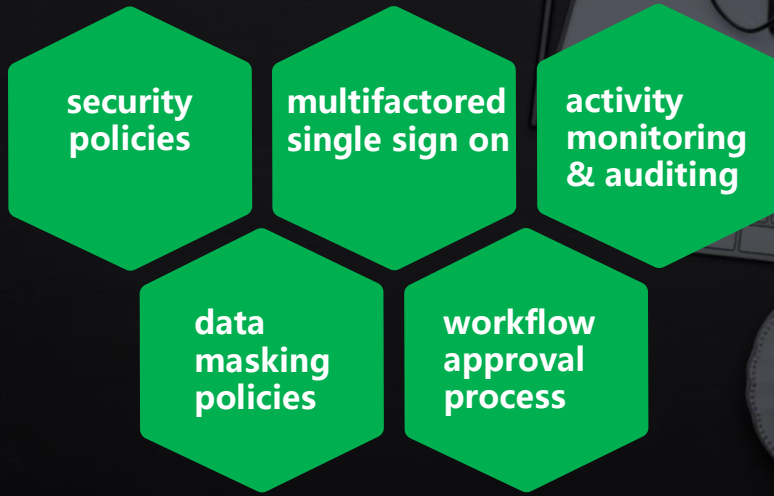 security
policies
multifactored
single sign on
activity
monitoring
& auditing
data
masking
policies
workflow
approval
process